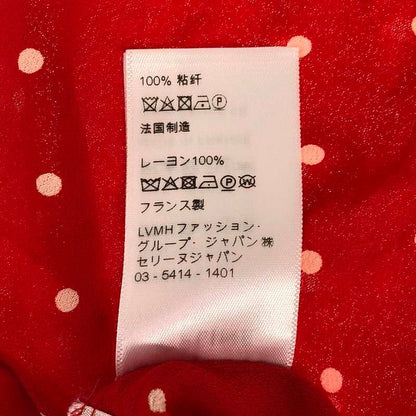 100% 粘纤
法国制造
レーヨン100%
フランス製
LVMHファッション・
グループ・ジャパン㈱
セリーヌジャパン
03-5414-1401